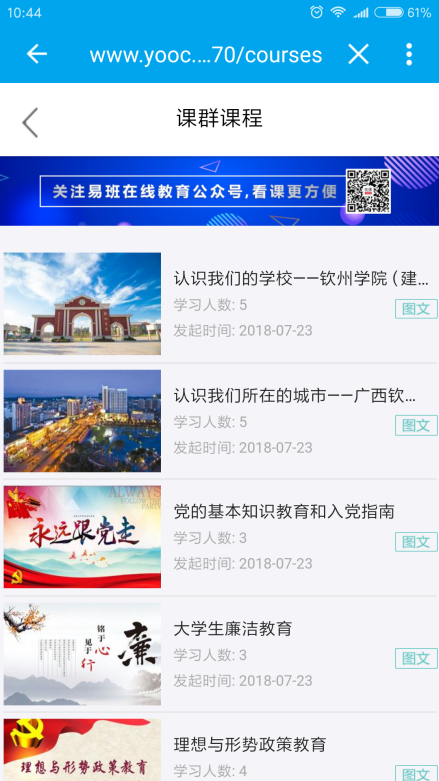 10:44
61%
www.yooc....70/courses
课群课程
关注易班在线教育公众号,看课更方便
认识我们的学校——钦州学院（建...
学习人数: 5
图文
发起时间: 2018-07-23
认识我们所在的城市——广西钦...
学习人数: 5
图文
发起时间: 2018-07-23
ALWAYS
FOLLOW THE
PARTY
永远跟党走
党的基本知识教育和入党指南
学习人数: 3
图文
发起时间: 2018-07-23
铭于心
见于行
廉
大学生廉洁教育
学习人数: 3
图文
发起时间: 2018-07-23
理想与形势政策教育
理想与形势政策教育
学习人数: 4
图文